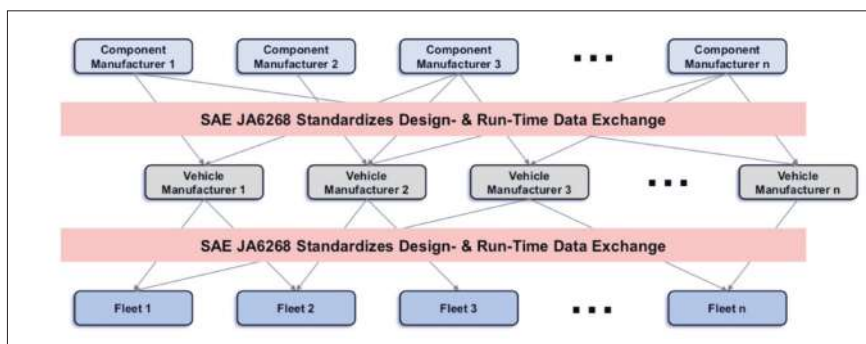 Component
Manufacturer 1
Component
Manufacturer 2
Component
Manufacturer 3
...
Component
Manufacturer n
SAE JA6268 Standardizes Design- & Run-Time Data Exchange
Vehicle
Manufacturer 1
Vehicle
Manufacturer 2
Vehicle
Manufacturer 3
...
Vehicle
Manufacturer n
SAE JA6268 Standardizes Design- & Run-Time Data Exchange
Fleet 1
Fleet 2
Fleet 3
...
Fleet n